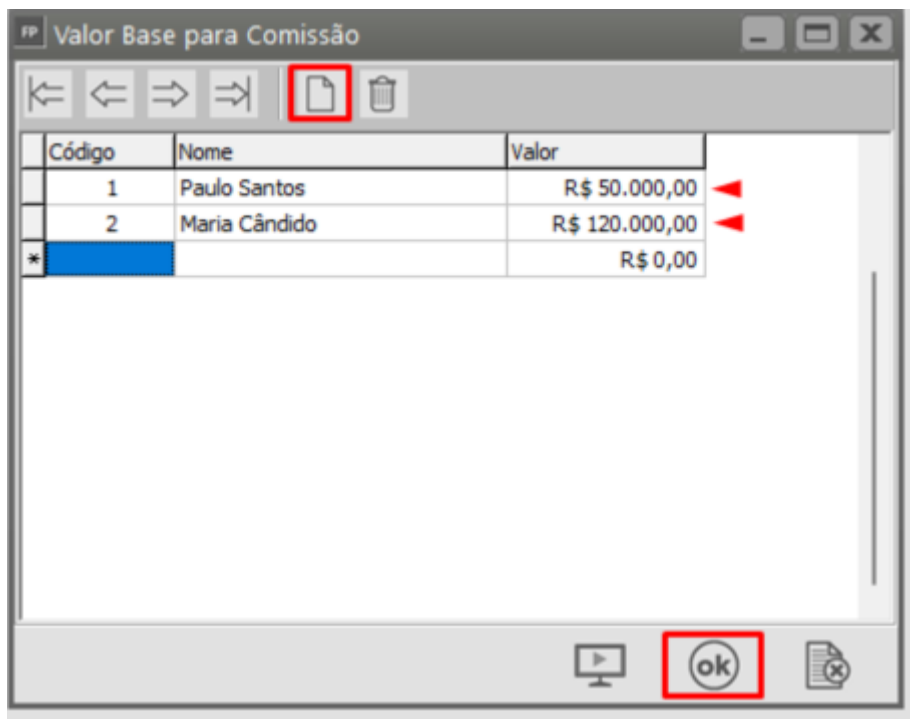 FP Valor Base para Comissão
Código Nome Valor
1 Paulo Santos R$ 50.000,00
2 Maria Cândido R$ 120.000,00
* R$ 0,00
ok